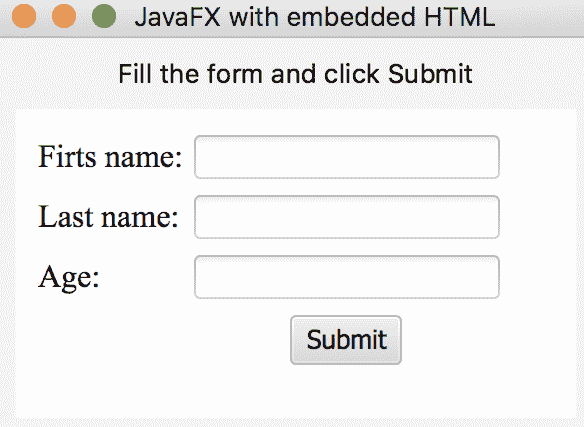 JavaFX with embedded HTML
Fill the form and click Submit
Firts name:
Last name:
Age:
Submit